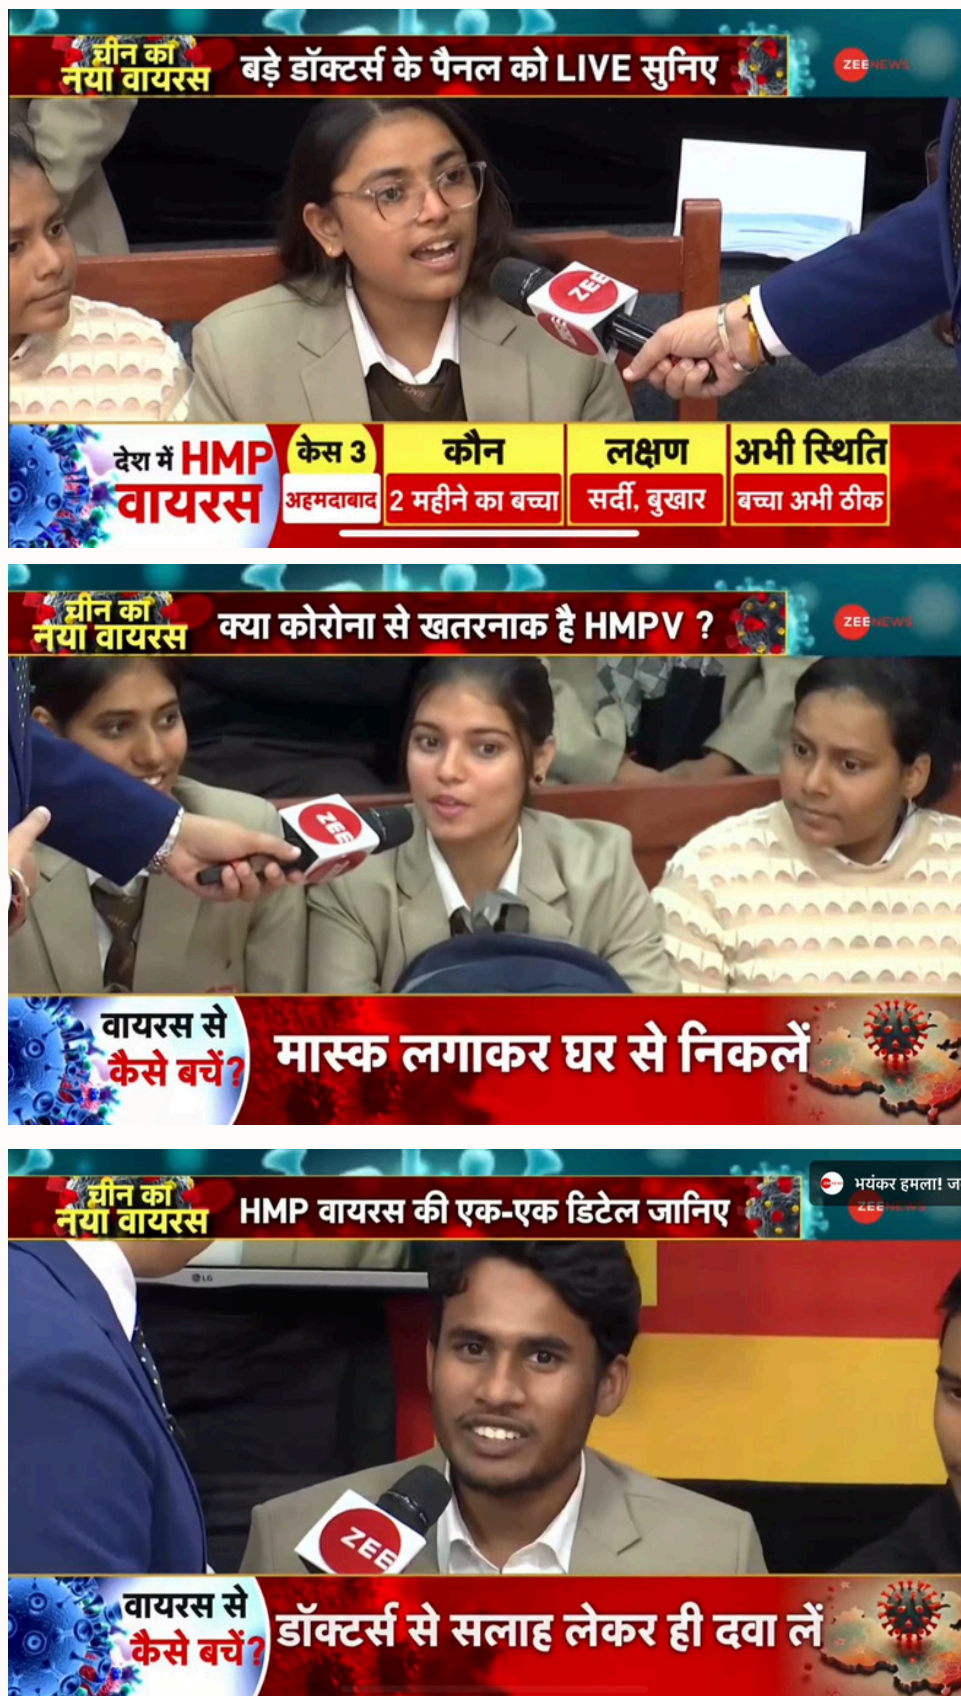 चीन का
नया वायरस
बड़े डॉक्टर्स के पैनल को LIVE सुनिए
ZEE NEWS
ZEE
देश में HMP
वायरस
केस 3
अहमदाबाद
कौन
2 महीने का बच्चा
लक्षण
सर्दी, बुखार
अभी स्थिति
बच्चा अभी ठीक
चीन का
नया वायरस
क्या कोरोना से खतरनाक है HMPV ?
ZEE NEWS
ZEE
वायरस से
कैसे बचें?
मास्क लगाकर घर से निकलें
चीन का
नया वायरस
HMP वायरस की एक-एक डिटेल जानिए
भयंकर हमला! ज
ZEE NEWS
LG
ZEE
वायरस से
कैसे बचें?
डॉक्टर्स से सलाह लेकर ही दवा लें